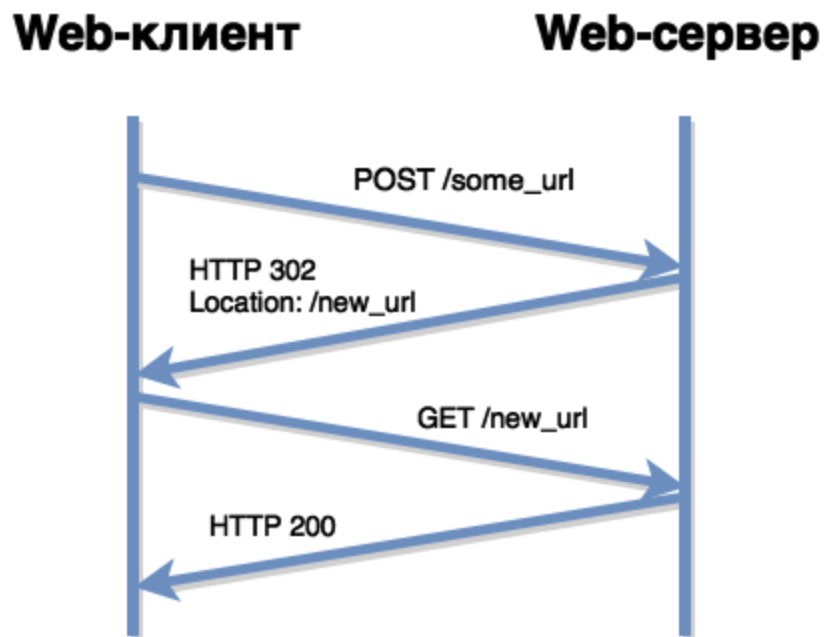 Web-клиент
Web-сервер
POST /some_url
HTTP 302
Location: /new_url
GET /new_url
HTTP 200